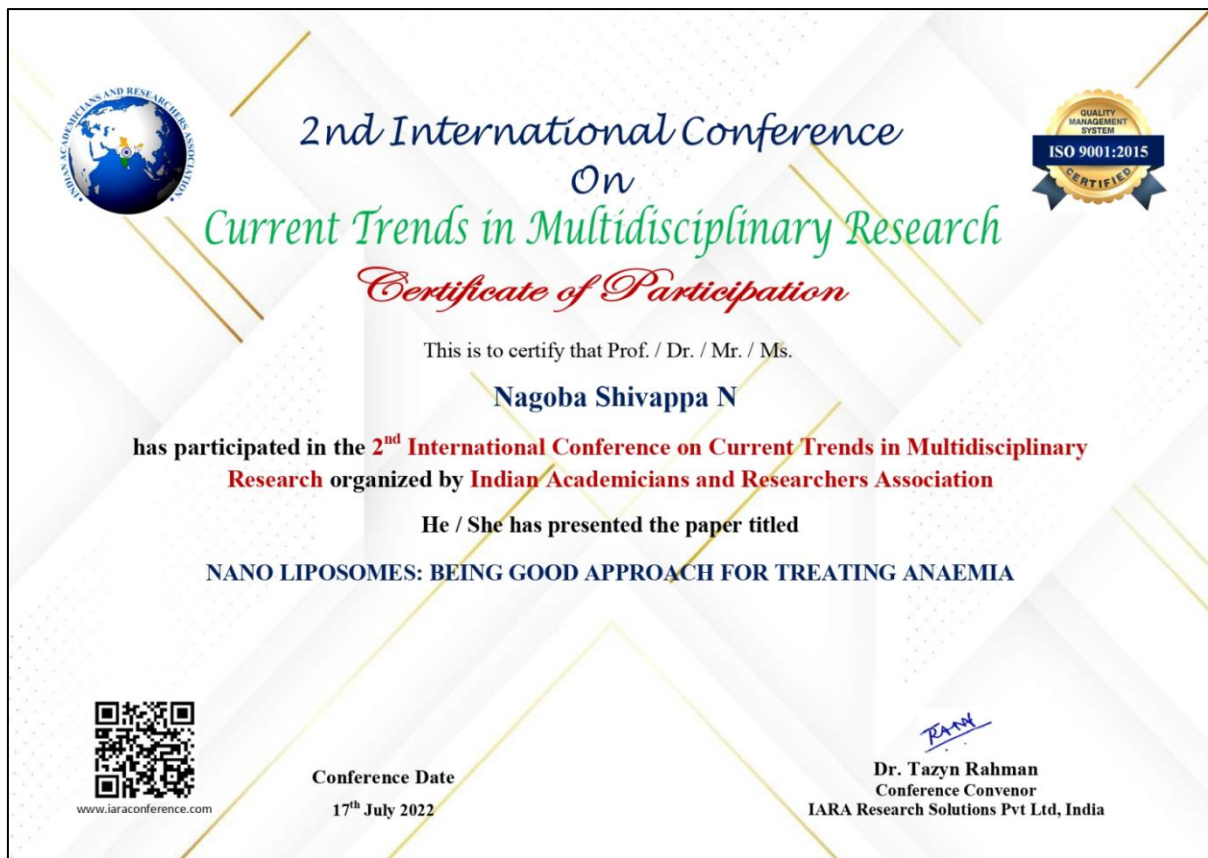 INDIAN ACADEMICIANS AND RESEARCHERS ASSOCIATION
QUALITY
MANAGEMENT
SYSTEM
ISO 9001:2015
CERTIFIED
2nd International Conference
On
Current Trends in Multidisciplinary Research
Certificate of Participation
This is to certify that Prof. / Dr. / Mr. / Ms.
Nagoba Shivappa N
has participated in the 2nd International Conference on Current Trends in Multidisciplinary
Research organized by Indian Academicians and Researchers Association
He / She has presented the paper titled
NANO LIPOSOMES: BEING GOOD APPROACH FOR TREATING ANAEMIA
www.iaraconference.com
Conference Date
17th July 2022
Dr. Tazyn Rahman
Conference Convenor
IARA Research Solutions Pvt Ltd, India